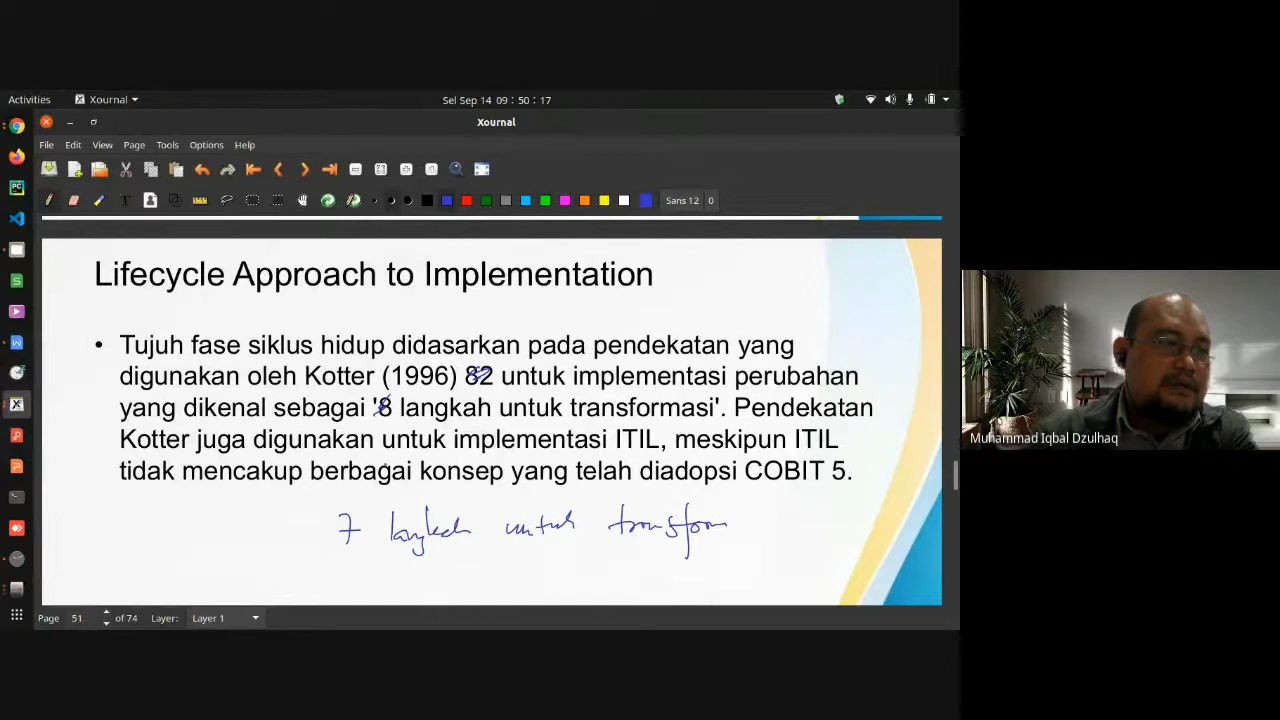 Activities
Xournal
Sel Sep 14 09:50:17
Xournal
File Edit View Page Tools Options Help
Sans 12 0
Lifecycle Approach to Implementation
• Tujuh fase siklus hidup didasarkan pada pendekatan yang
digunakan oleh Kotter (1996) 82 untuk implementasi perubahan
yang dikenal sebagai '8 langkah untuk transformasi'. Pendekatan
Kotter juga digunakan untuk implementasi ITIL, meskipun ITIL
tidak mencakup berbagai konsep yang telah diadopsi COBIT 5.
7 langkah untuk transform
Page 51 of 74 Layer: Layer 1
Muhammad Iqbal Dzulhaq